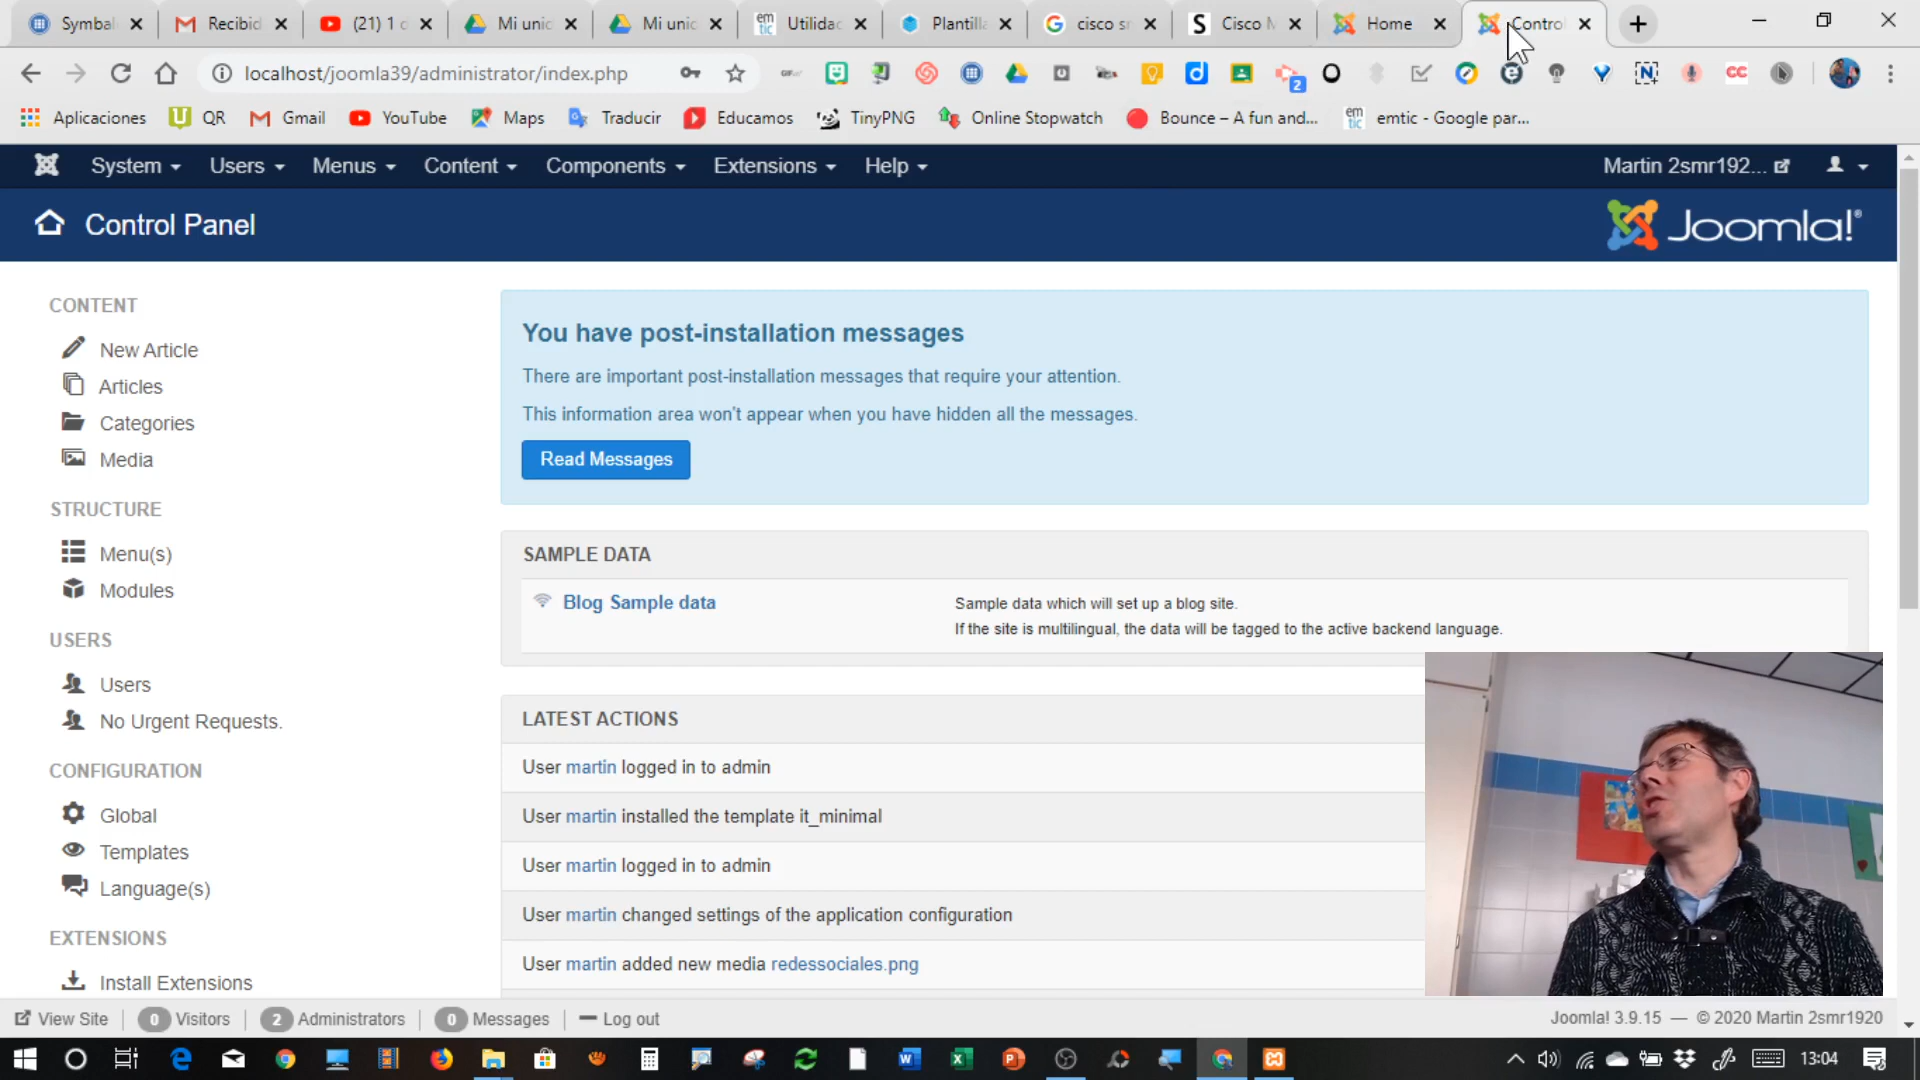 Symbal
Recibid
(21) 1 d
Mi unid
Mi unid
Utilidad
Plantilla
cisco sr
Cisco M
Home
Control
localhost/joomla39/administrator/index.php
Aplicaciones
QR
Gmail
YouTube
Maps
Traducir
Educamos
TinyPNG
Online Stopwatch
Bounce – A fun and...
emtic - Google par...
System
Users
Menus
Content
Components
Extensions
Help
Martin 2smr192...
Control Panel
Joomla!®
CONTENT
New Article
Articles
Categories
Media
STRUCTURE
Menu(s)
Modules
USERS
Users
No Urgent Requests.
CONFIGURATION
Global
Templates
Language(s)
EXTENSIONS
Install Extensions
You have post-installation messages
There are important post-installation messages that require your attention.
This information area won't appear when you have hidden all the messages.
Read Messages
SAMPLE DATA
Blog Sample data
Sample data which will set up a blog site.
If the site is multilingual, the data will be tagged to the active backend language.
LATEST ACTIONS
User martin logged in to admin
User martin installed the template it_minimal
User martin logged in to admin
User martin changed settings of the application configuration
User martin added new media redessociales.png
View Site
0 Visitors
2 Administrators
0 Messages
Log out
Joomla! 3.9.15 — © 2020 Martin 2smr1920
13:04